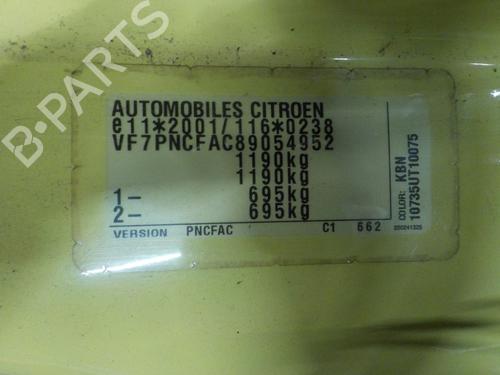 B-PARTS
AUTOMOBILES CITROEN
e11*2001/116*0238
VF7PNCFAC89054952
1190kg
1190kg
1- 695kg
2- 695kg
VERSION PNCFAC C1 662
COLOR: KBN
10735UT10075